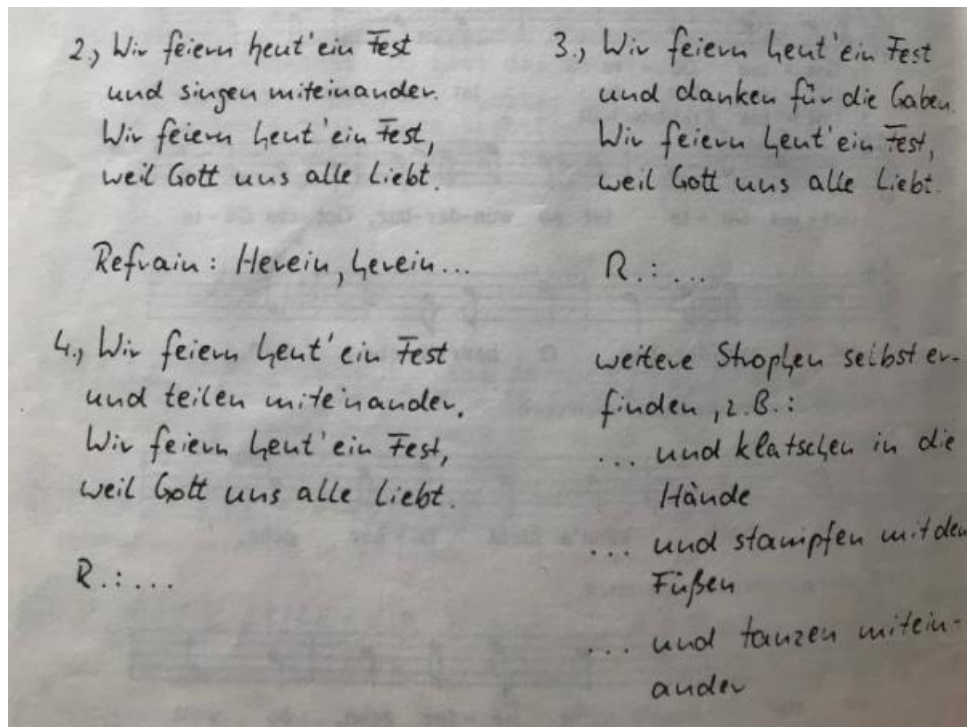 2., Wir feiern heut' ein Fest
und singen miteinander.
Wir feiern heut' ein Fest,
weil Gott uns alle liebt.
Refrain: Herein, herein...
3., Wir feiern heut' ein Fest
und danken für die Gaben.
Wir feiern heut' ein Fest,
weil Gott uns alle liebt.
R.: ...
4., Wir feiern heut' ein Fest
und teilen miteinander.
Wir feiern heut' ein Fest,
weil Gott uns alle liebt.
R.: ...
weitere Strophen selbst er-
finden, z.B.:
... und klatschen in die
Hände
... und stampfen mit den
Füßen
... und tanzen mitein-
ander